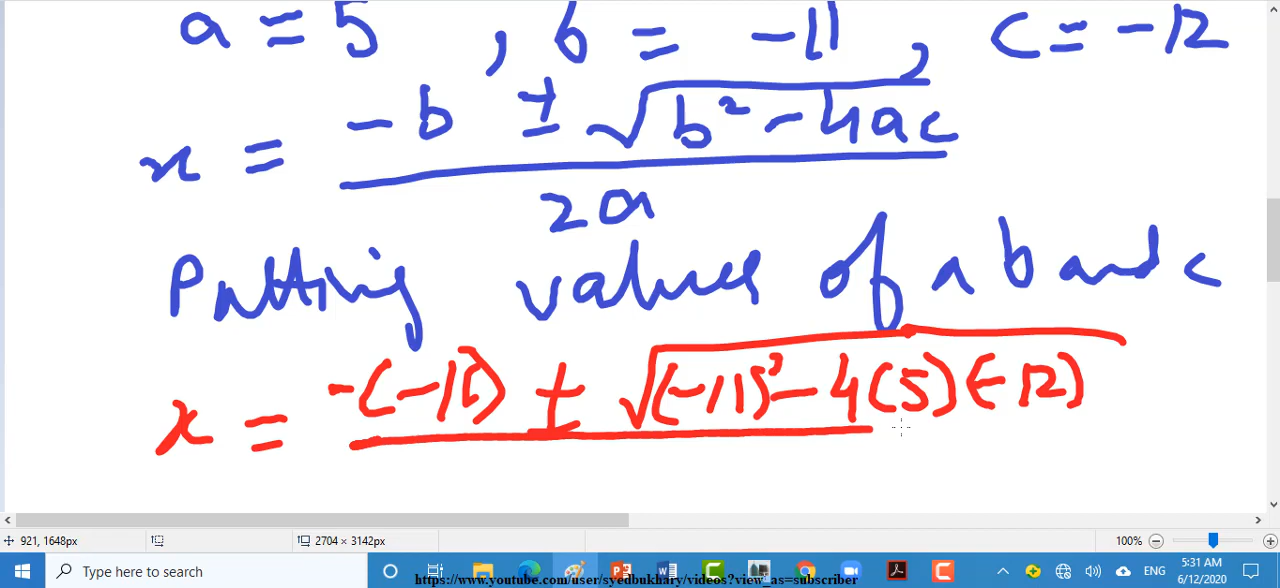 a = 5 , b = -11 , c = -12
x = -b ± √b² - 4ac
2a
Putting values of a b and c
x = -(-11) ± √(-11)² - 4(5)(-12)
921, 1648px
2704 × 3142px
100%
Type here to search
ENG
5:31 AM
6/12/2020
https://www.youtube.com/user/syedbukhary/videos?view_as=subscriber